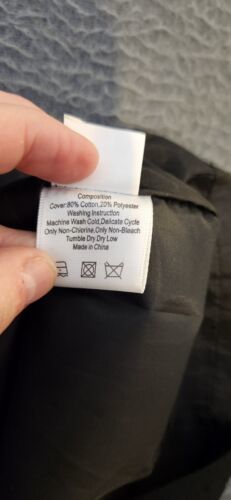 Composition
Cover:80% Cotton,20% Polyester
Washing Instruction
Machine Wash Cold,Delicate Cycle
Only Non-Chlorine,Only Non-Bleach
Tumble Dry Dry Low
Made in China